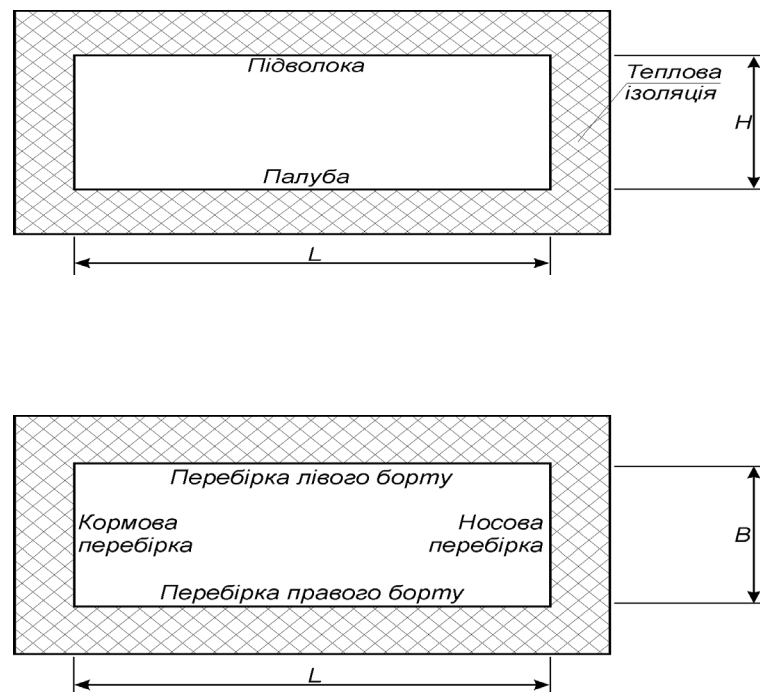 Підволока
Теплова
ізоляція
H
Палуба
L
Перебірка лівого борту
Кормова
перебірка
Носова
перебірка
B
Перебірка правого борту
L